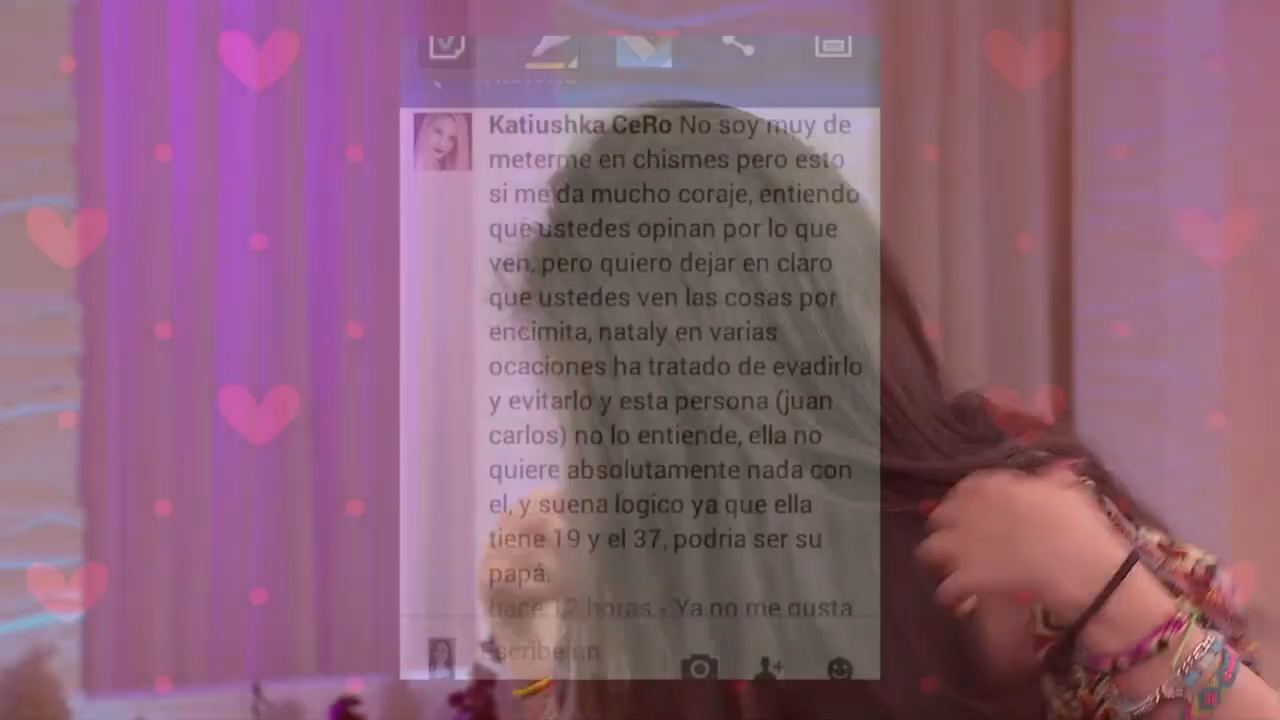 Katiushka CeRo No soy muy de
meterme en chismes pero esto
si me da mucho coraje, entiendo
que ustedes opinan por lo que
ven, pero quiero dejar en claro
que ustedes ven las cosas por
encimita, nataly en varias
ocaciones ha tratado de evadirlo
y evitarlo y esta persona (juan
carlos) no lo entiende, ella no
quiere absolutamente nada con
el, y suena logico ya que ella
tiene 19 y el 37, podria ser su
papá.
hace 12 horas • Ya no me gusta
Escribe un